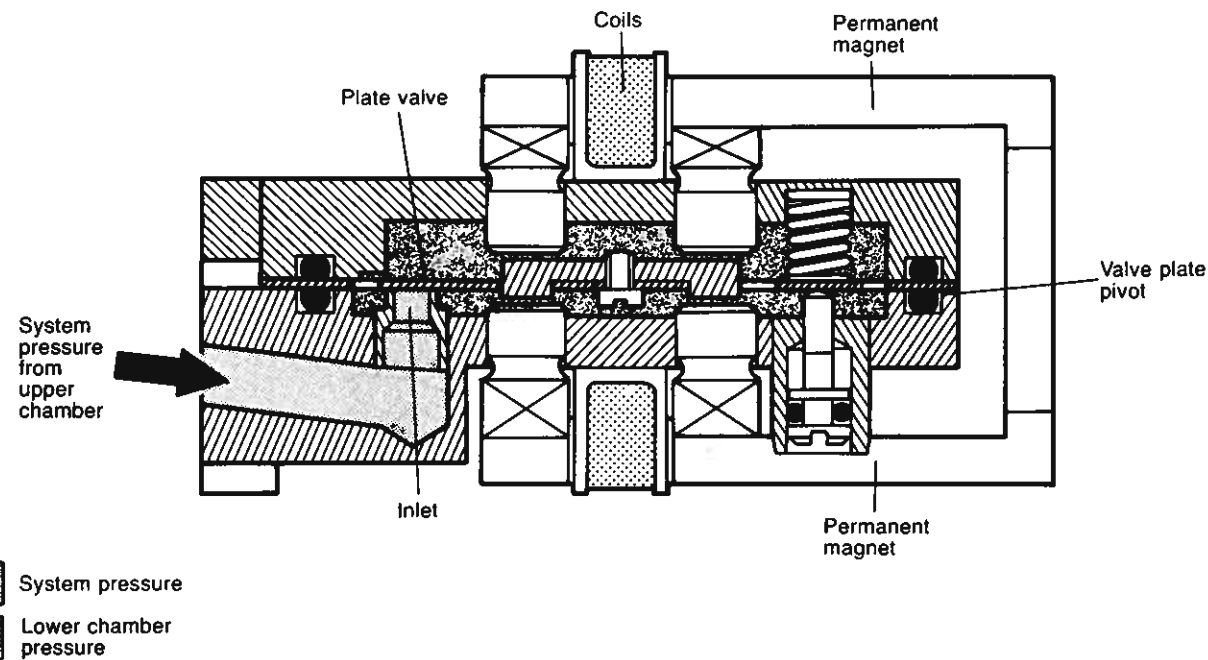 Coils
Permanent
magnet
Plate valve
Valve plate
pivot
System
pressure
from
upper
chamber
Inlet
Permanent
magnet
System pressure
Lower chamber
pressure